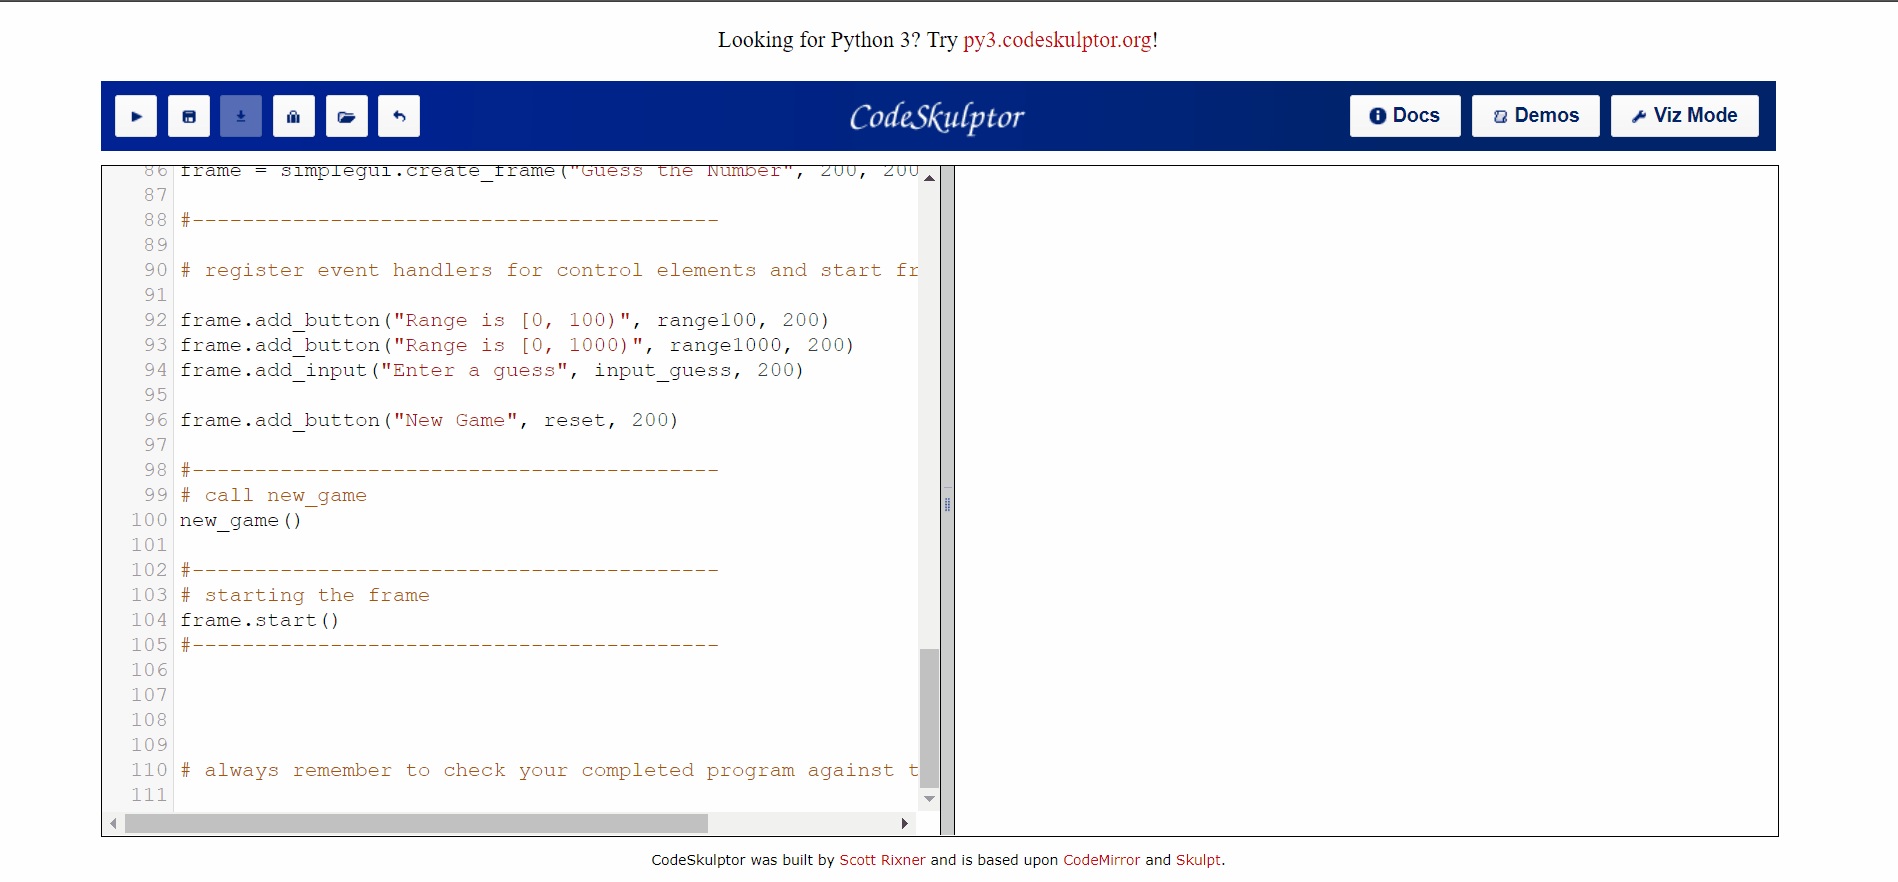 Looking for Python 3? Try py3.codeskulptor.org!
CodeSkulptor
Docs
Demos
Viz Mode
86 frame = simplegui.create_frame("Guess the Number", 200, 200
87
88 #------------------------------------------
89
90 # register event handlers for control elements and start fr
91
92 frame.add_button("Range is [0, 100)", range100, 200)
93 frame.add_button("Range is [0, 1000)", range1000, 200)
94 frame.add_input("Enter a guess", input_guess, 200)
95
96 frame.add_button("New Game", reset, 200)
97
98 #------------------------------------------
99 # call new_game
100 new_game()
101
102 #------------------------------------------
103 # starting the frame
104 frame.start()
105 #------------------------------------------
106
107
108
109
110 # always remember to check your completed program against t
111
CodeSkulptor was built by Scott Rixner and is based upon CodeMirror and Skulpt.